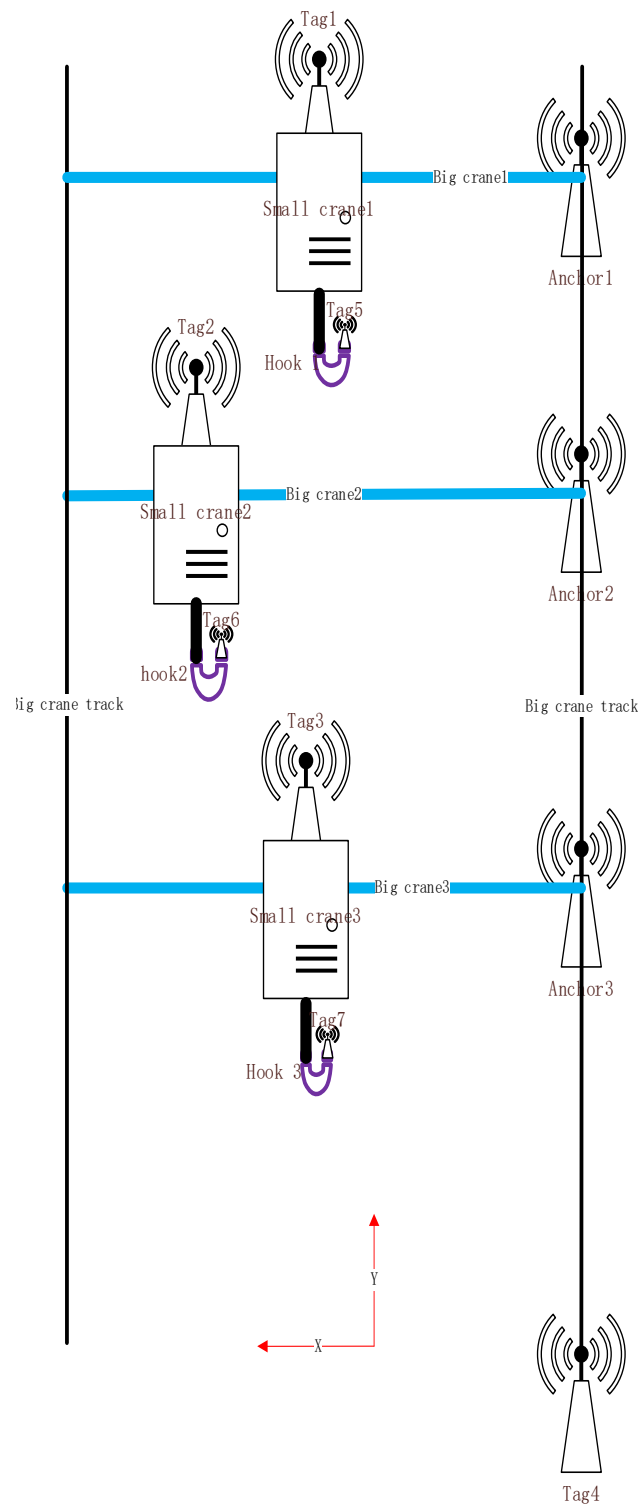 Tag1
Big crane1
Small crane1
Anchor1
Tag5
Hook 1
Tag2
Big crane2
Small crane2
Anchor2
Tag6
hook2
Big crane track
Big crane track
Tag3
Big crane3
Small crane3
Anchor3
Tag7
Hook 3
Y
X
Tag4